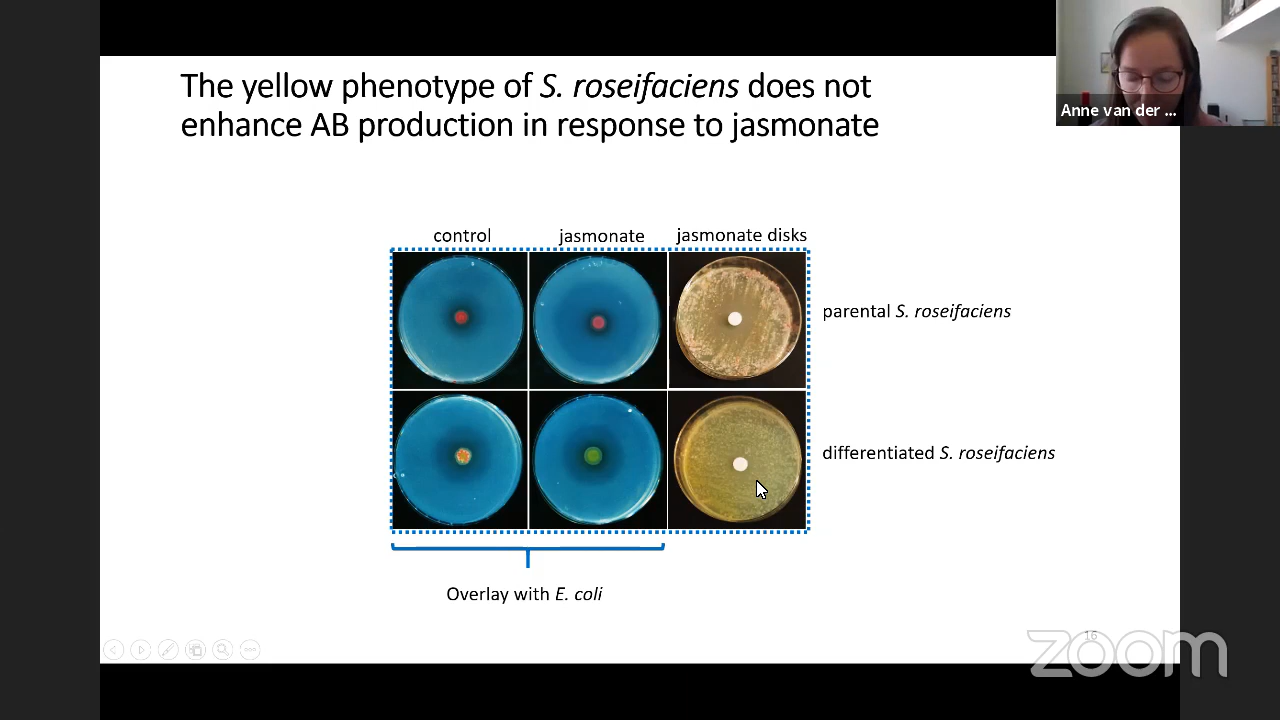 The yellow phenotype of S. roseifaciens does not
enhance AB production in response to jasmonate
Anne van der ...
control
jasmonate
jasmonate disks
parental S. roseifaciens
differentiated S. roseifaciens
Overlay with E. coli
16
zoom